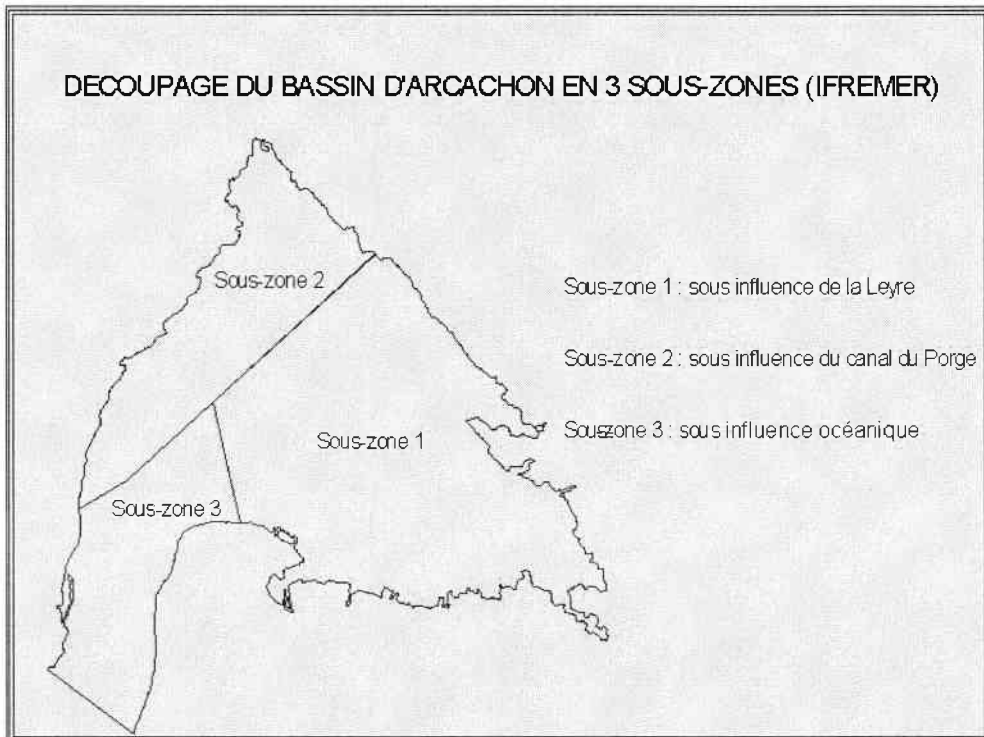 DECOUPAGE DU BASSIN D'ARCACHON EN 3 SOUS-ZONES (IFREMER)
Sous-zone 2
Sous-zone 1 : sous influence de la Leyre
Sous-zone 2 : sous influence du canal du Porge
Sous-zone 1
Sous-zone 3 : sous influence océanique
Sous-zone 3